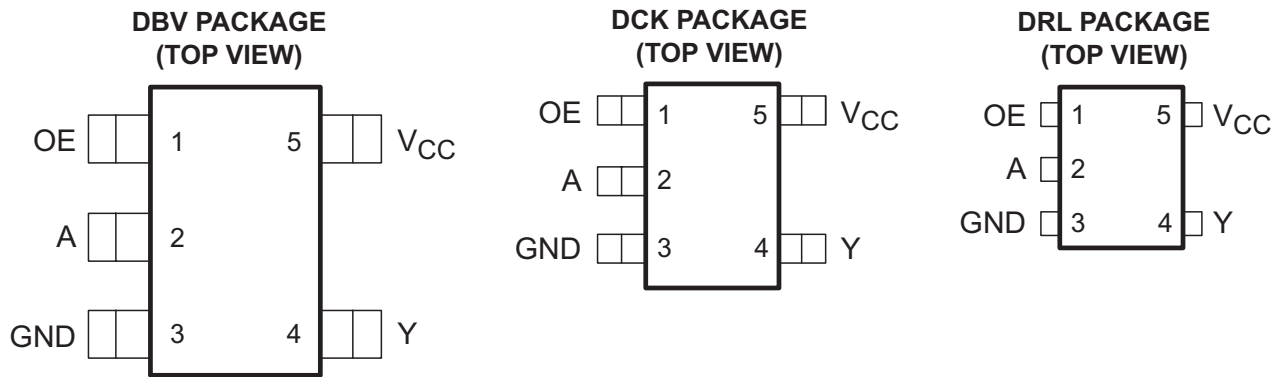 DBV PACKAGE
(TOP VIEW)
OE 1 5 VCC
A 2
GND 3 4 Y
DCK PACKAGE
(TOP VIEW)
OE 1 5 VCC
A 2
GND 3 4 Y
DRL PACKAGE
(TOP VIEW)
OE 1 5 VCC
A 2
GND 3 4 Y